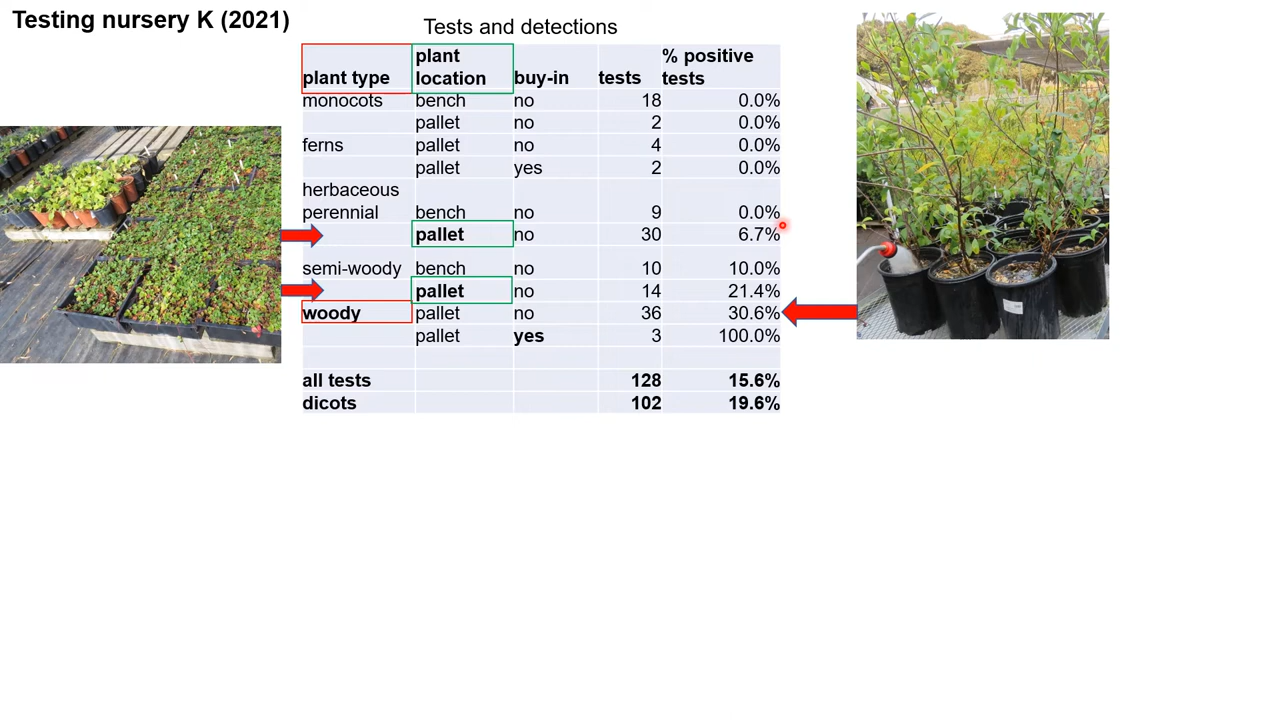 Testing nursery K (2021)
Tests and detections
plant type plant location buy-in tests % positive tests
monocots bench no 18 0.0%
pallet no 2 0.0%
ferns pallet no 4 0.0%
pallet yes 2 0.0%
herbaceous perennial bench no 9 0.0%
pallet no 30 6.7%
semi-woody bench no 10 10.0%
pallet no 14 21.4%
woody pallet no 36 30.6%
pallet yes 3 100.0%
all tests 128 15.6%
dicots 102 19.6%